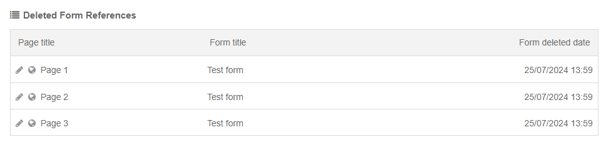 Deleted Form References
Page title Form title Form deleted date
Page 1 Test form 25/07/2024 13:59
Page 2 Test form 25/07/2024 13:59
Page 3 Test form 25/07/2024 13:59